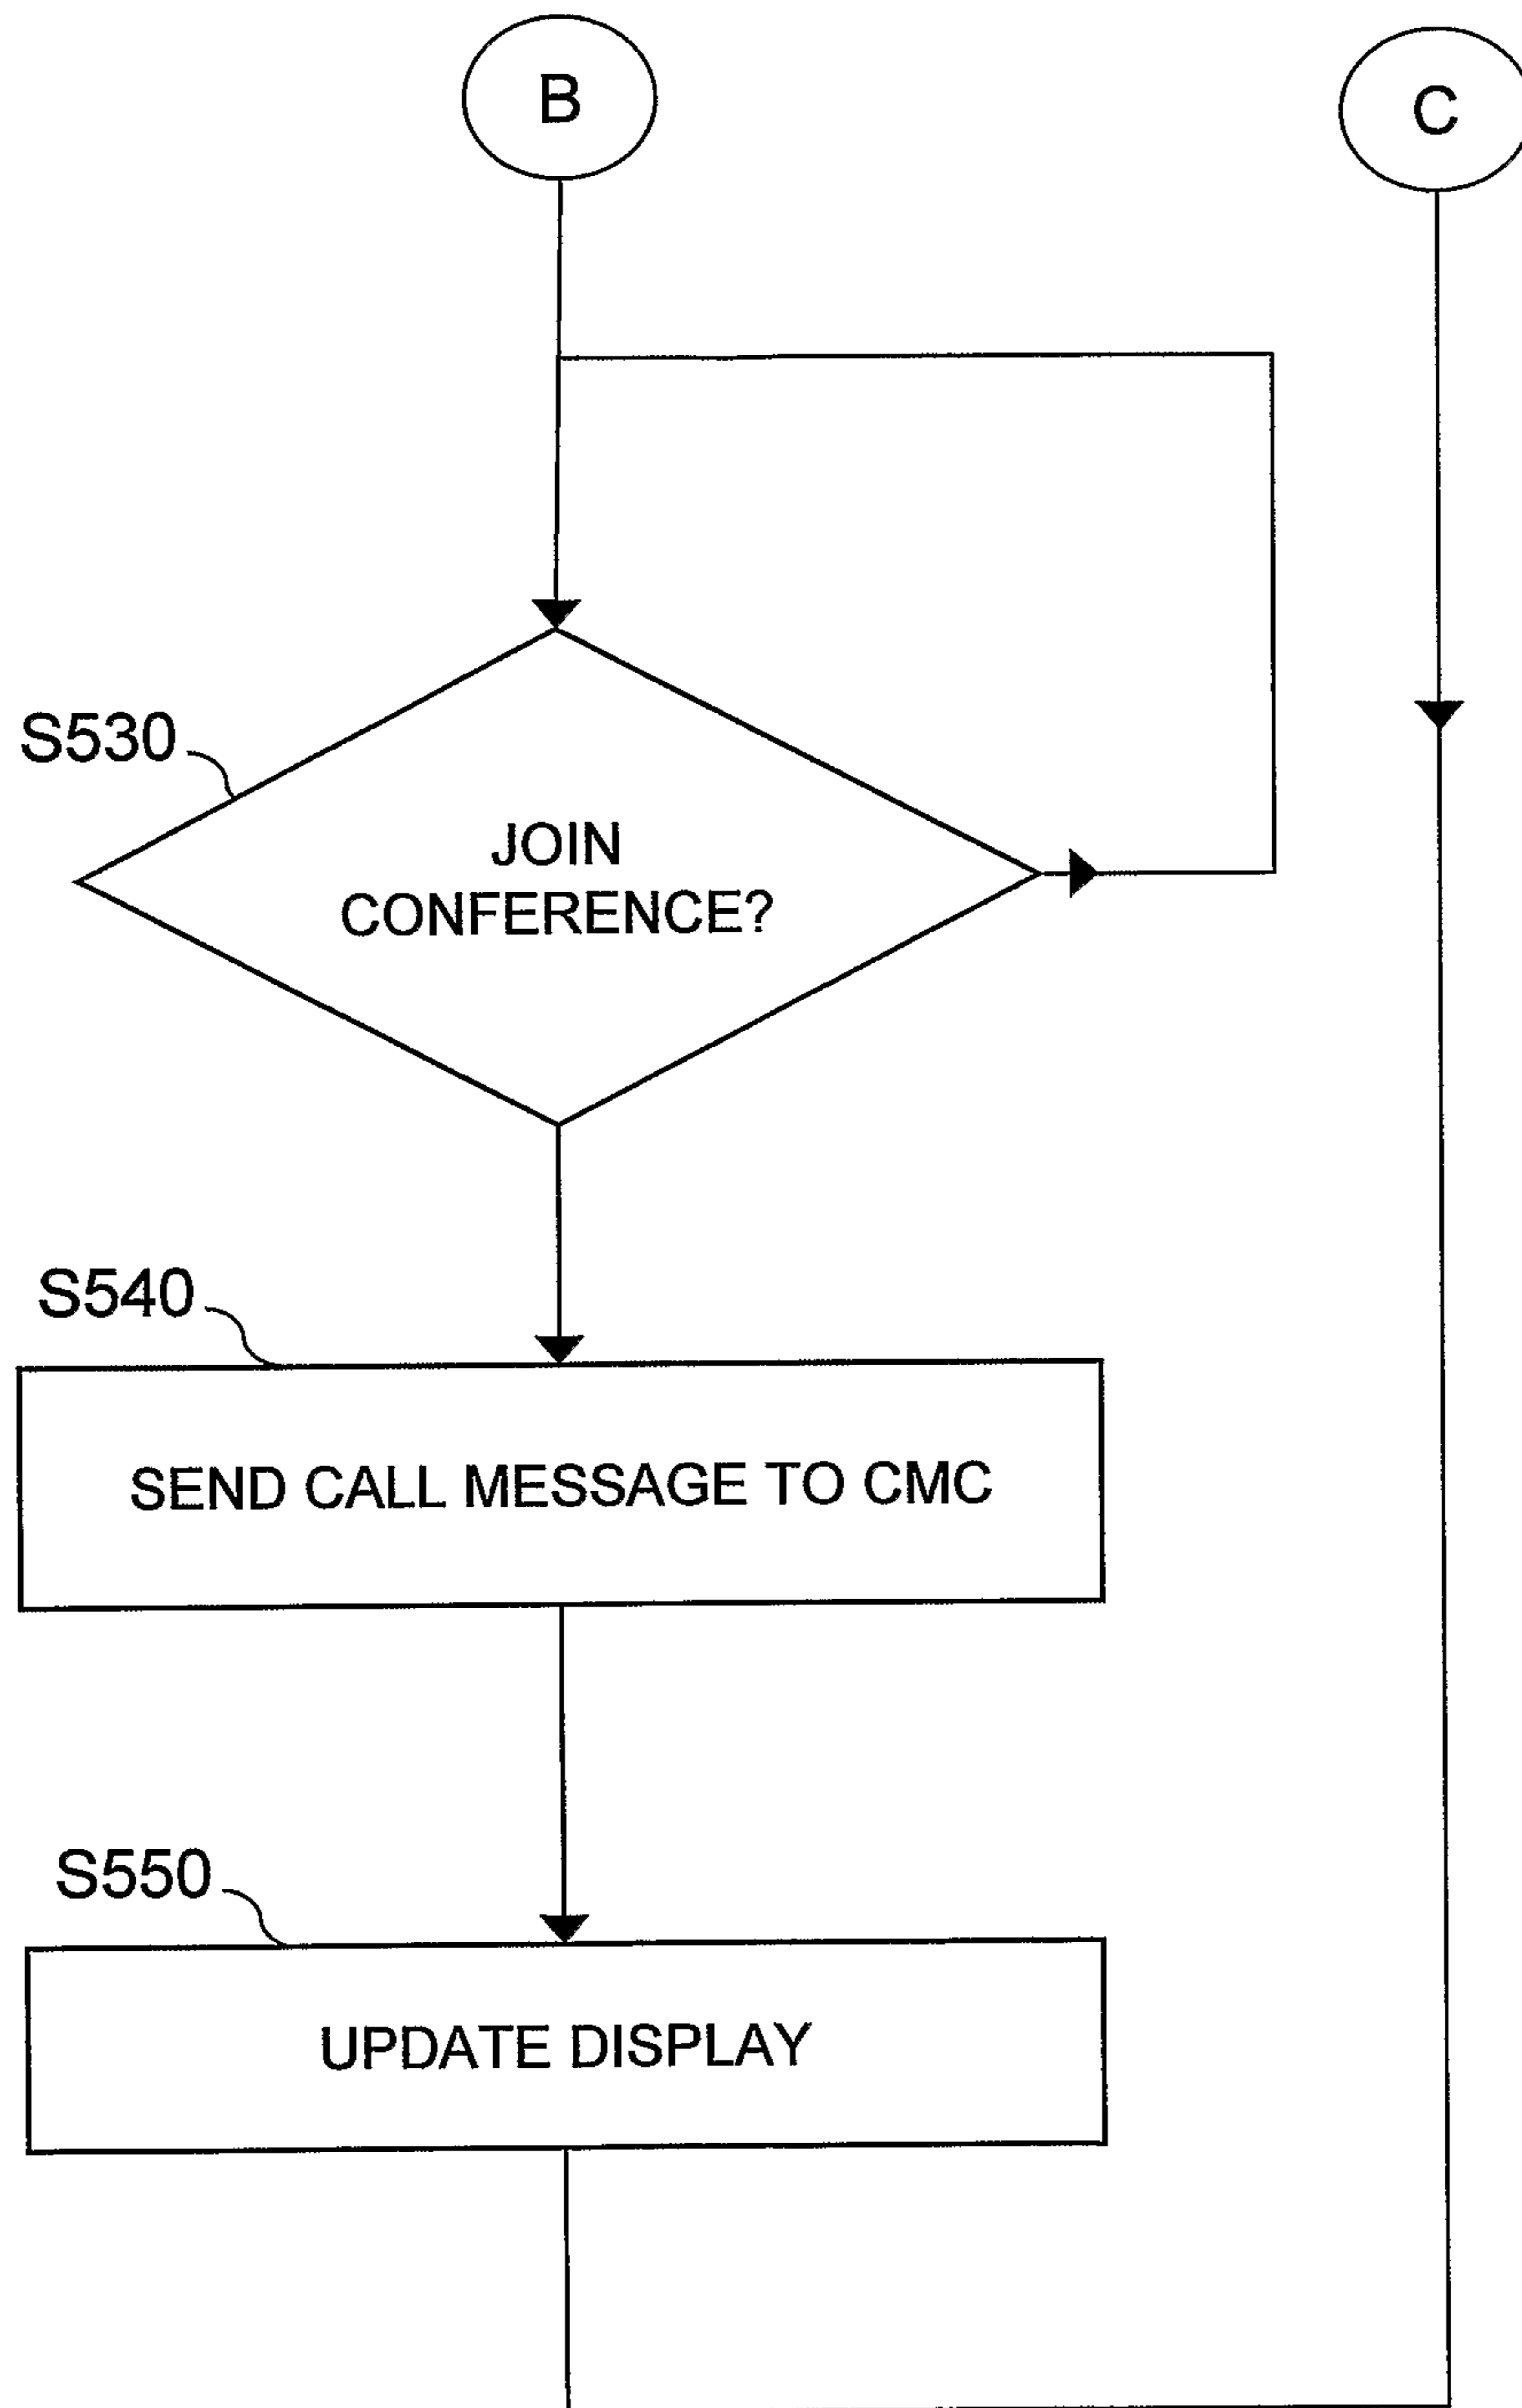 B
C
S530
JOIN
CONFERENCE?
S540
SEND CALL MESSAGE TO CMC
S550
UPDATE DISPLAY